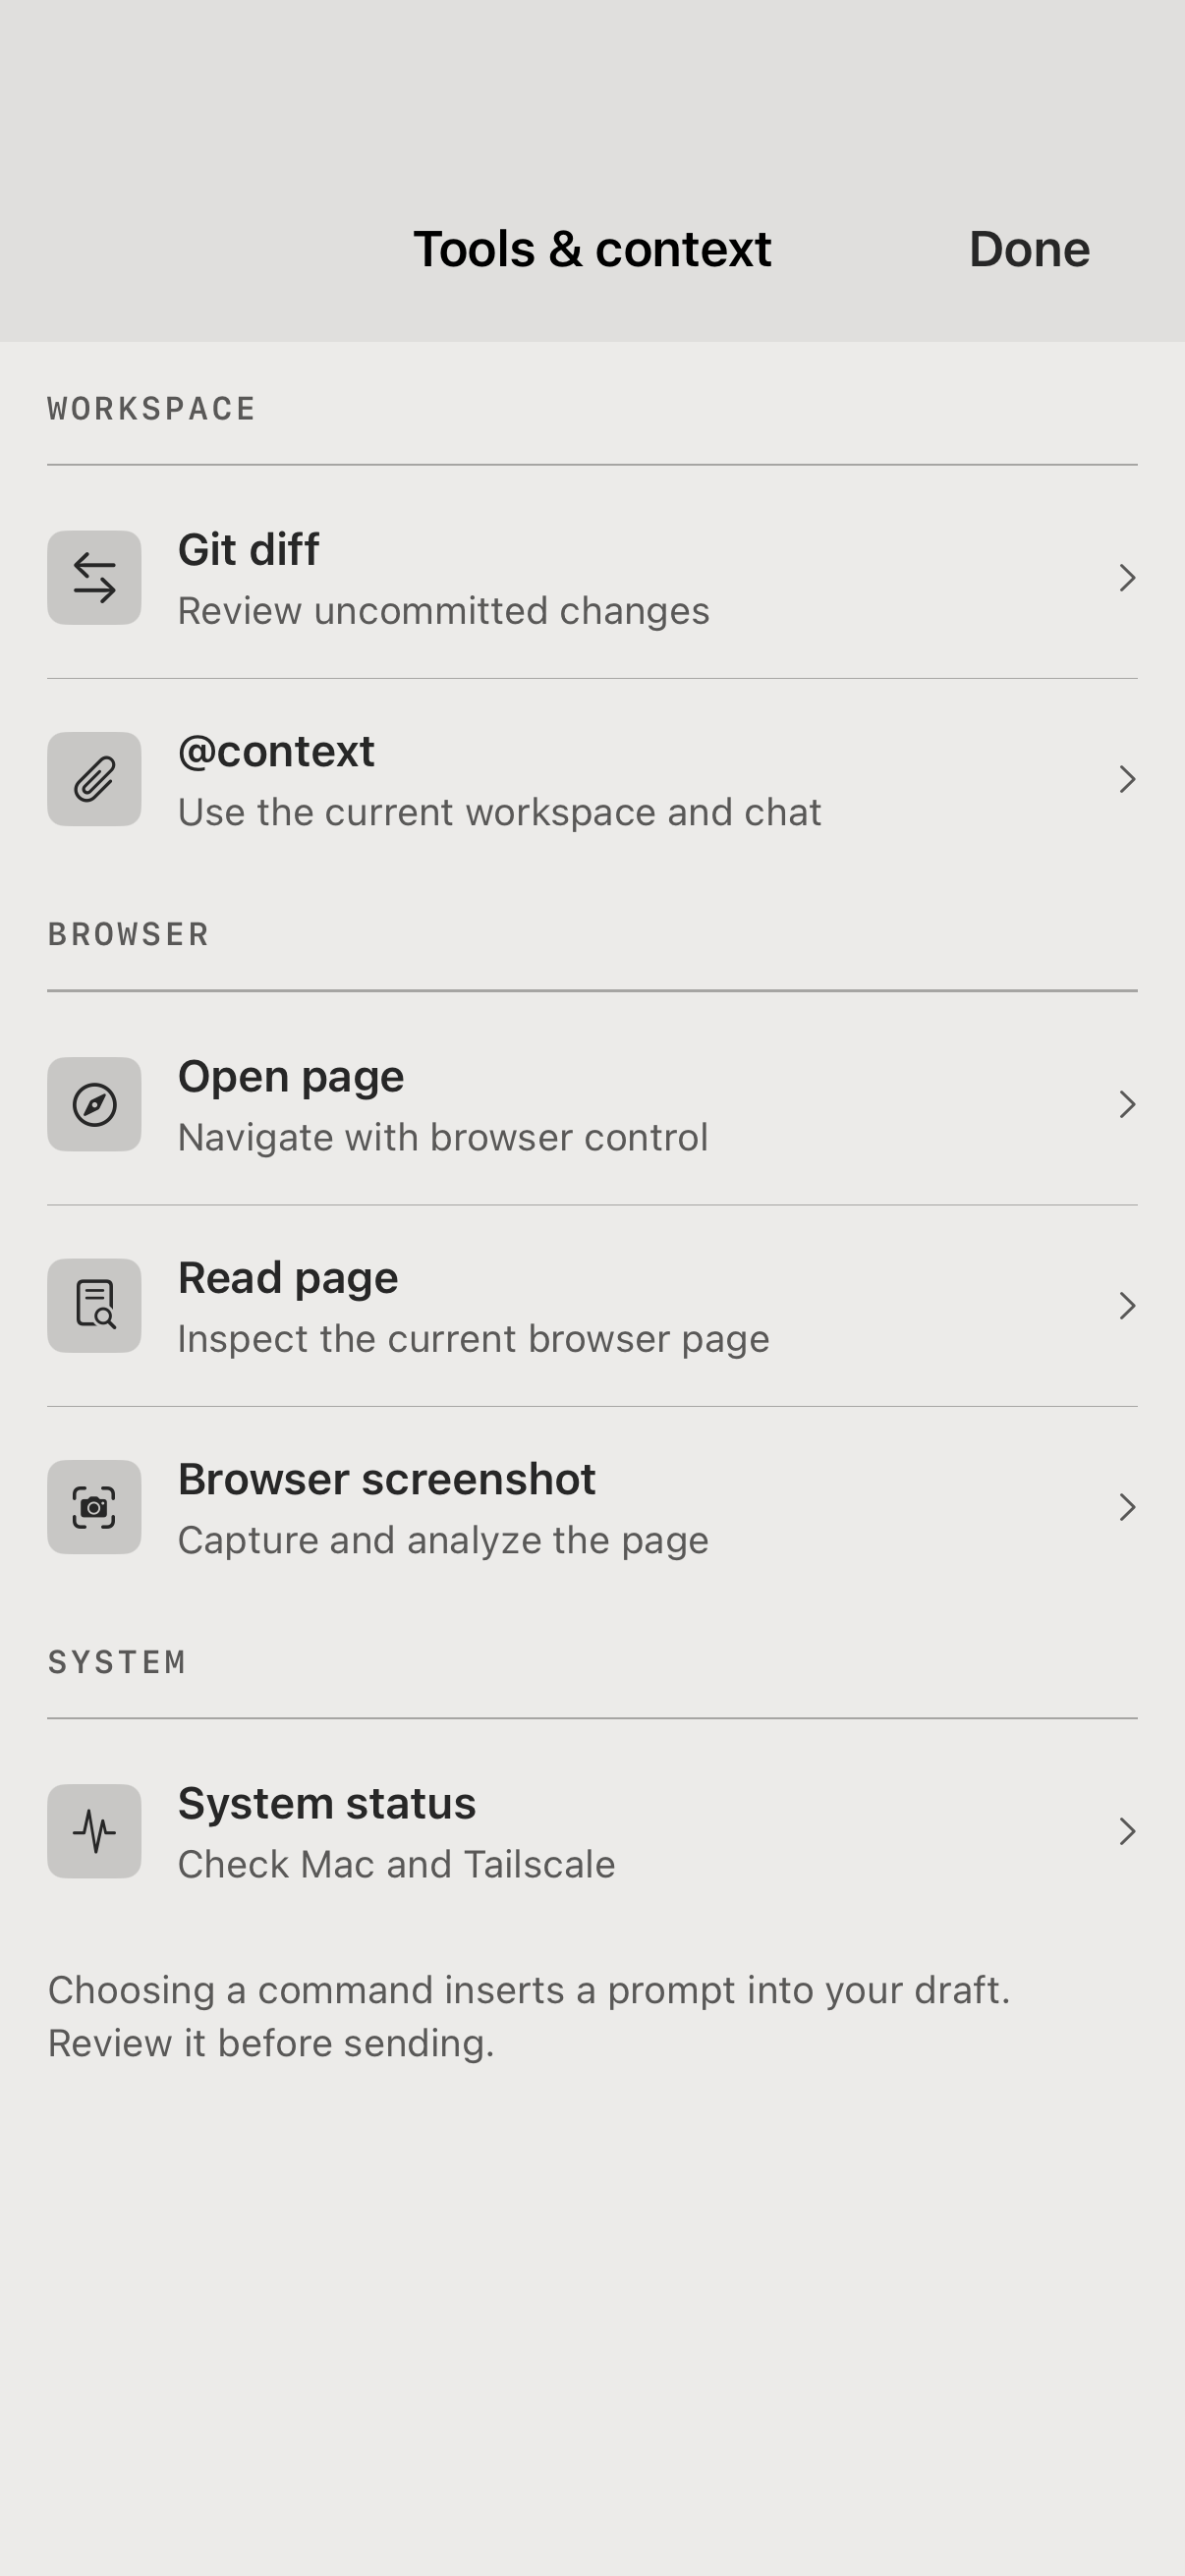 Tools & context
Done
WORKSPACE
Git diff
Review uncommitted changes
@context
Use the current workspace and chat
BROWSER
Open page
Navigate with browser control
Read page
Inspect the current browser page
Browser screenshot
Capture and analyze the page
SYSTEM
System status
Check Mac and Tailscale
Choosing a command inserts a prompt into your draft.
Review it before sending.